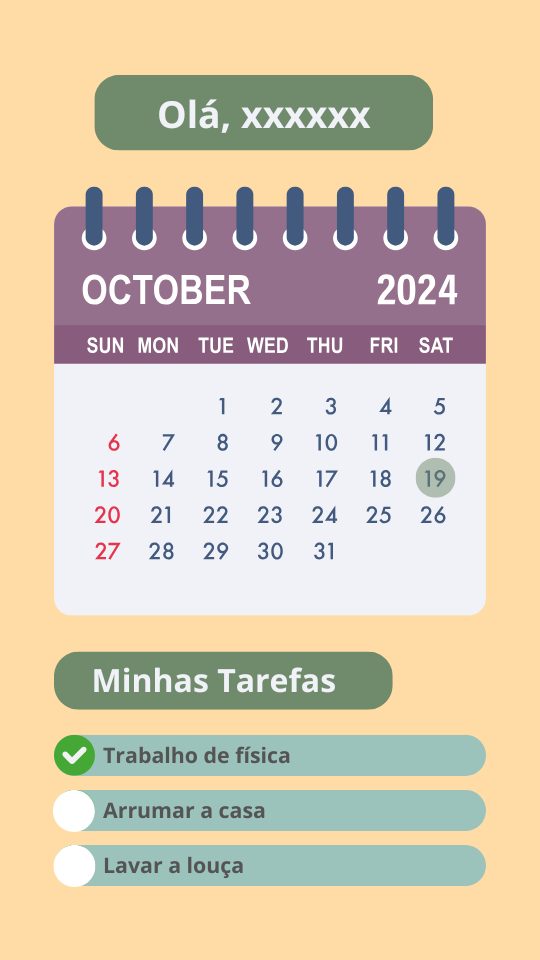 Olá, xxxxxx
OCTOBER 2024
SUN MON TUE WED THU FRI SAT
1 2 3 4 5
6 7 8 9 10 11 12
13 14 15 16 17 18 19
20 21 22 23 24 25 26
27 28 29 30 31
Minhas Tarefas
Trabalho de física
Arrumar a casa
Lavar a louça